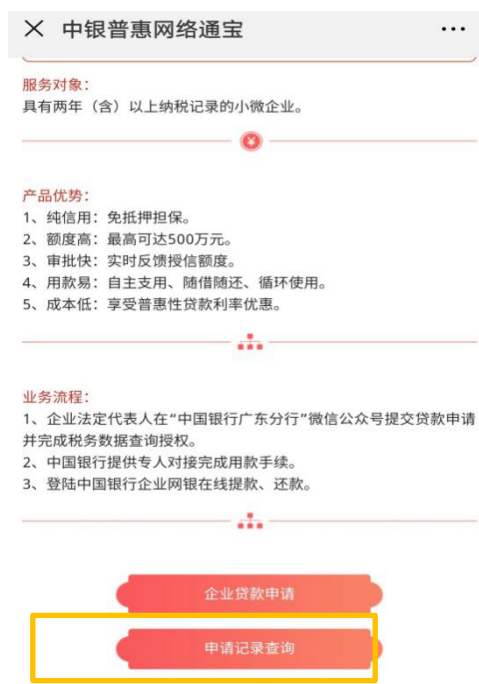 中银普惠网络通宝
服务对象：
具有两年（含）以上纳税记录的小微企业。
产品优势：
1、纯信用：免抵押担保。
2、额度高：最高可达500万元。
3、审批快：实时反馈授信额度。
4、用款易：自主支用、随借随还、循环使用。
5、成本低：享受普惠性贷款利率优惠。
业务流程：
1、企业法定代表人在“中国银行广东分行”微信公众号提交贷款申请
并完成税务数据查询授权。
2、中国银行提供专人对接完成用款手续。
3、登陆中国银行企业网银在线提款、还款。
企业贷款申请
申请记录查询